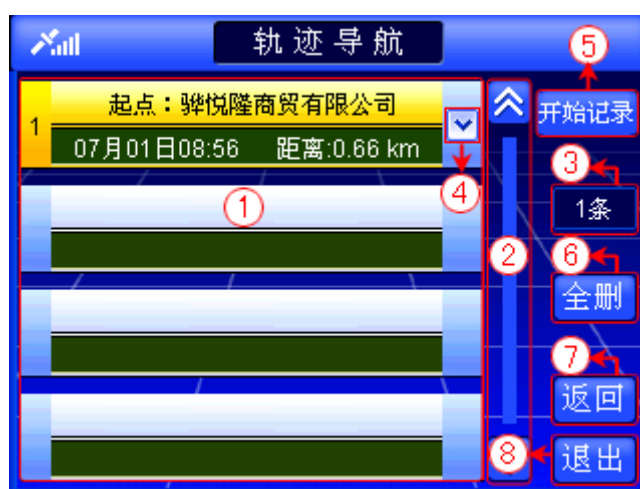 轨迹导航
⑤
1
起点：骅悦隆商贸有限公司
07月01日08:56 距离:0.66 km
开始记录
③
④
①
1条
②
⑥
全删
⑦
返回
⑧
退出